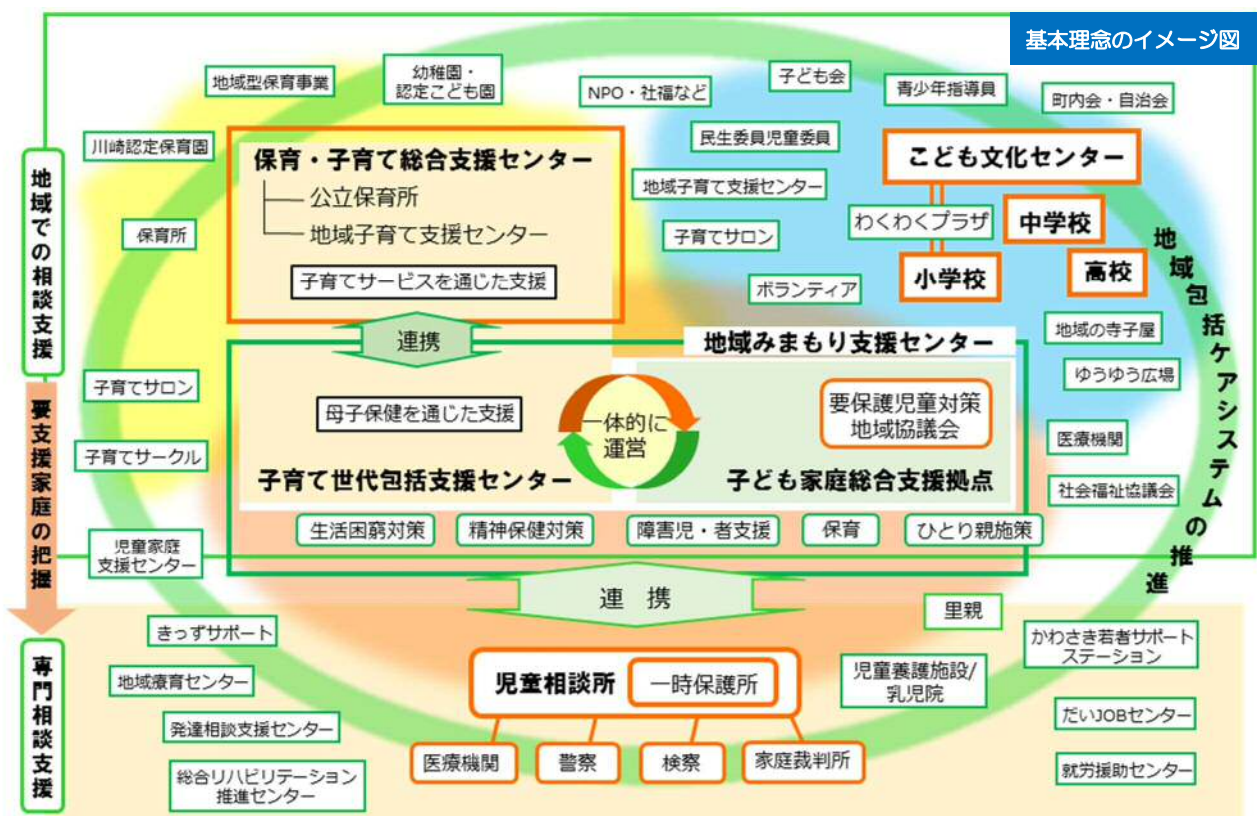 基本理念のイメージ図
地域での相談支援
要支援家庭の把握
専門相談支援
地域包括ケアシステムの推進
地域型保育事業
幼稚園・
認定こども園
NPO・社福など
子ども会
青少年指導員
町内会・自治会
川崎認定保育園
保育所
保育・子育て総合支援センター
公立保育所
地域子育て支援センター
子育てサービスを通じた支援
民生委員児童委員
地域子育て支援センター
子育てサロン
ボランティア
こども文化センター
わくわくプラザ
中学校
小学校
高校
地域の寺子屋
ゆうゆう広場
医療機関
社会福祉協議会
連携
地域みまもり支援センター
子育てサロン
子育てサークル
児童家庭
支援センター
母子保健を通じた支援
子育て世代包括支援センター
一体的に
運営
要保護児童対策
地域協議会
子ども家庭総合支援拠点
生活困窮対策
精神保健対策
障害児・者支援
保育
ひとり親施策
連 携
きっずサポート
地域療育センター
発達相談支援センター
総合リハビリテーション
推進センター
児童相談所
一時保護所
医療機関
警察
検察
家庭裁判所
里親
児童養護施設/
乳児院
かわさき若者サポート
ステーション
だいJOBセンター
就労援助センター